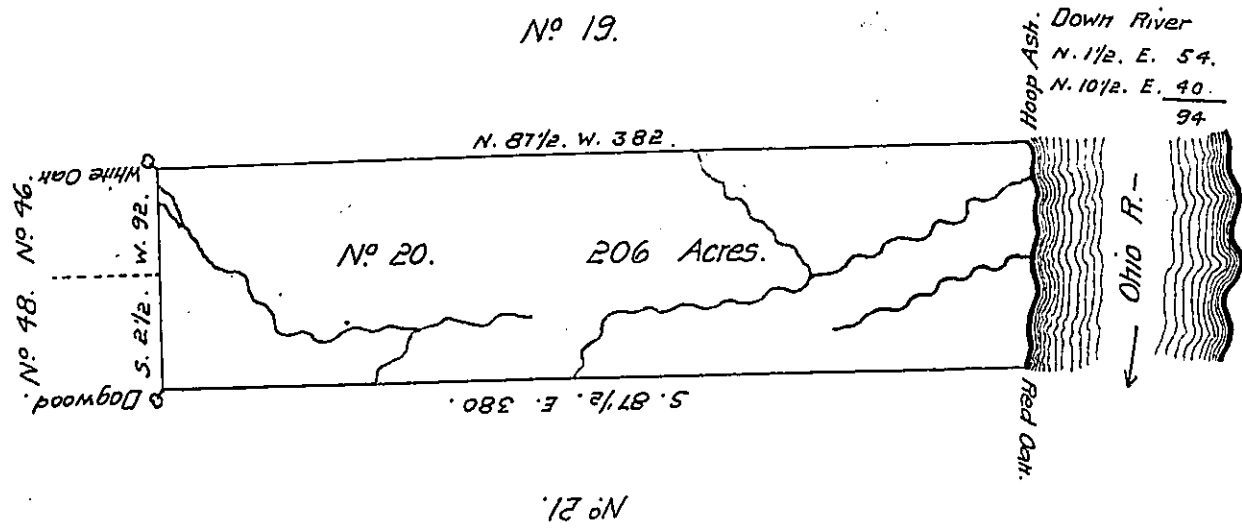 Nº 19.
Down River
N. 1½. E. 54.
N. 10½. E. 40.
94
Hoop Ash.
N. 87½. W. 382.
White Oak.
Nº 46.
Nº 48.
S. 2½. W. 92.
Nº 20.
206 Acres.
Ohio R.-
Dogwood.
S. 87½. E. 380.
Red Oak.
Nº 21.